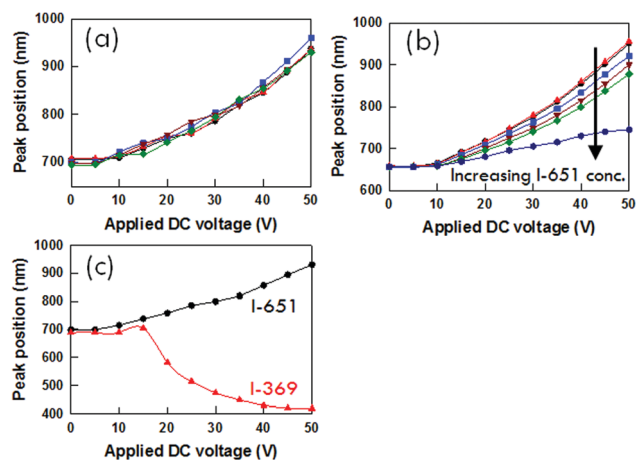 (a)
Peak position (nm)
1000
900
800
700
0 10 20 30 40 50
Applied DC voltage (V)
(b)
Peak position (nm)
1000
900
800
700
600
Increasing I-651 conc.
0 10 20 30 40 50
Applied DC voltage (V)
(c)
Peak position (nm)
1000
900
800
700
600
500
400
I-651
I-369
0 10 20 30 40 50
Applied DC voltage (V)